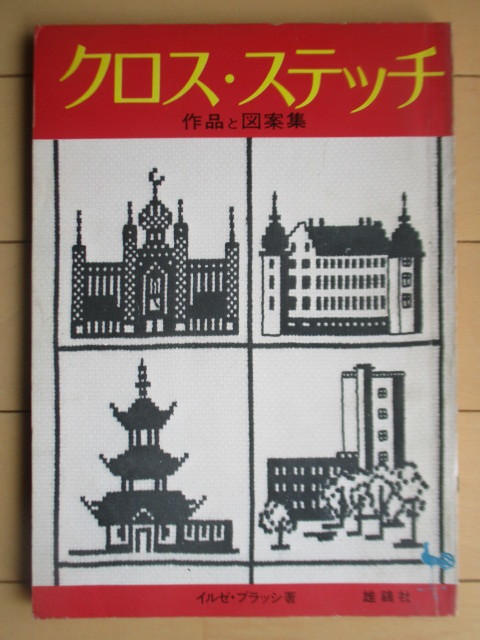 クロス・ステッチ
作品と図案集
イルゼ・ブラッシ著
雄鶏社